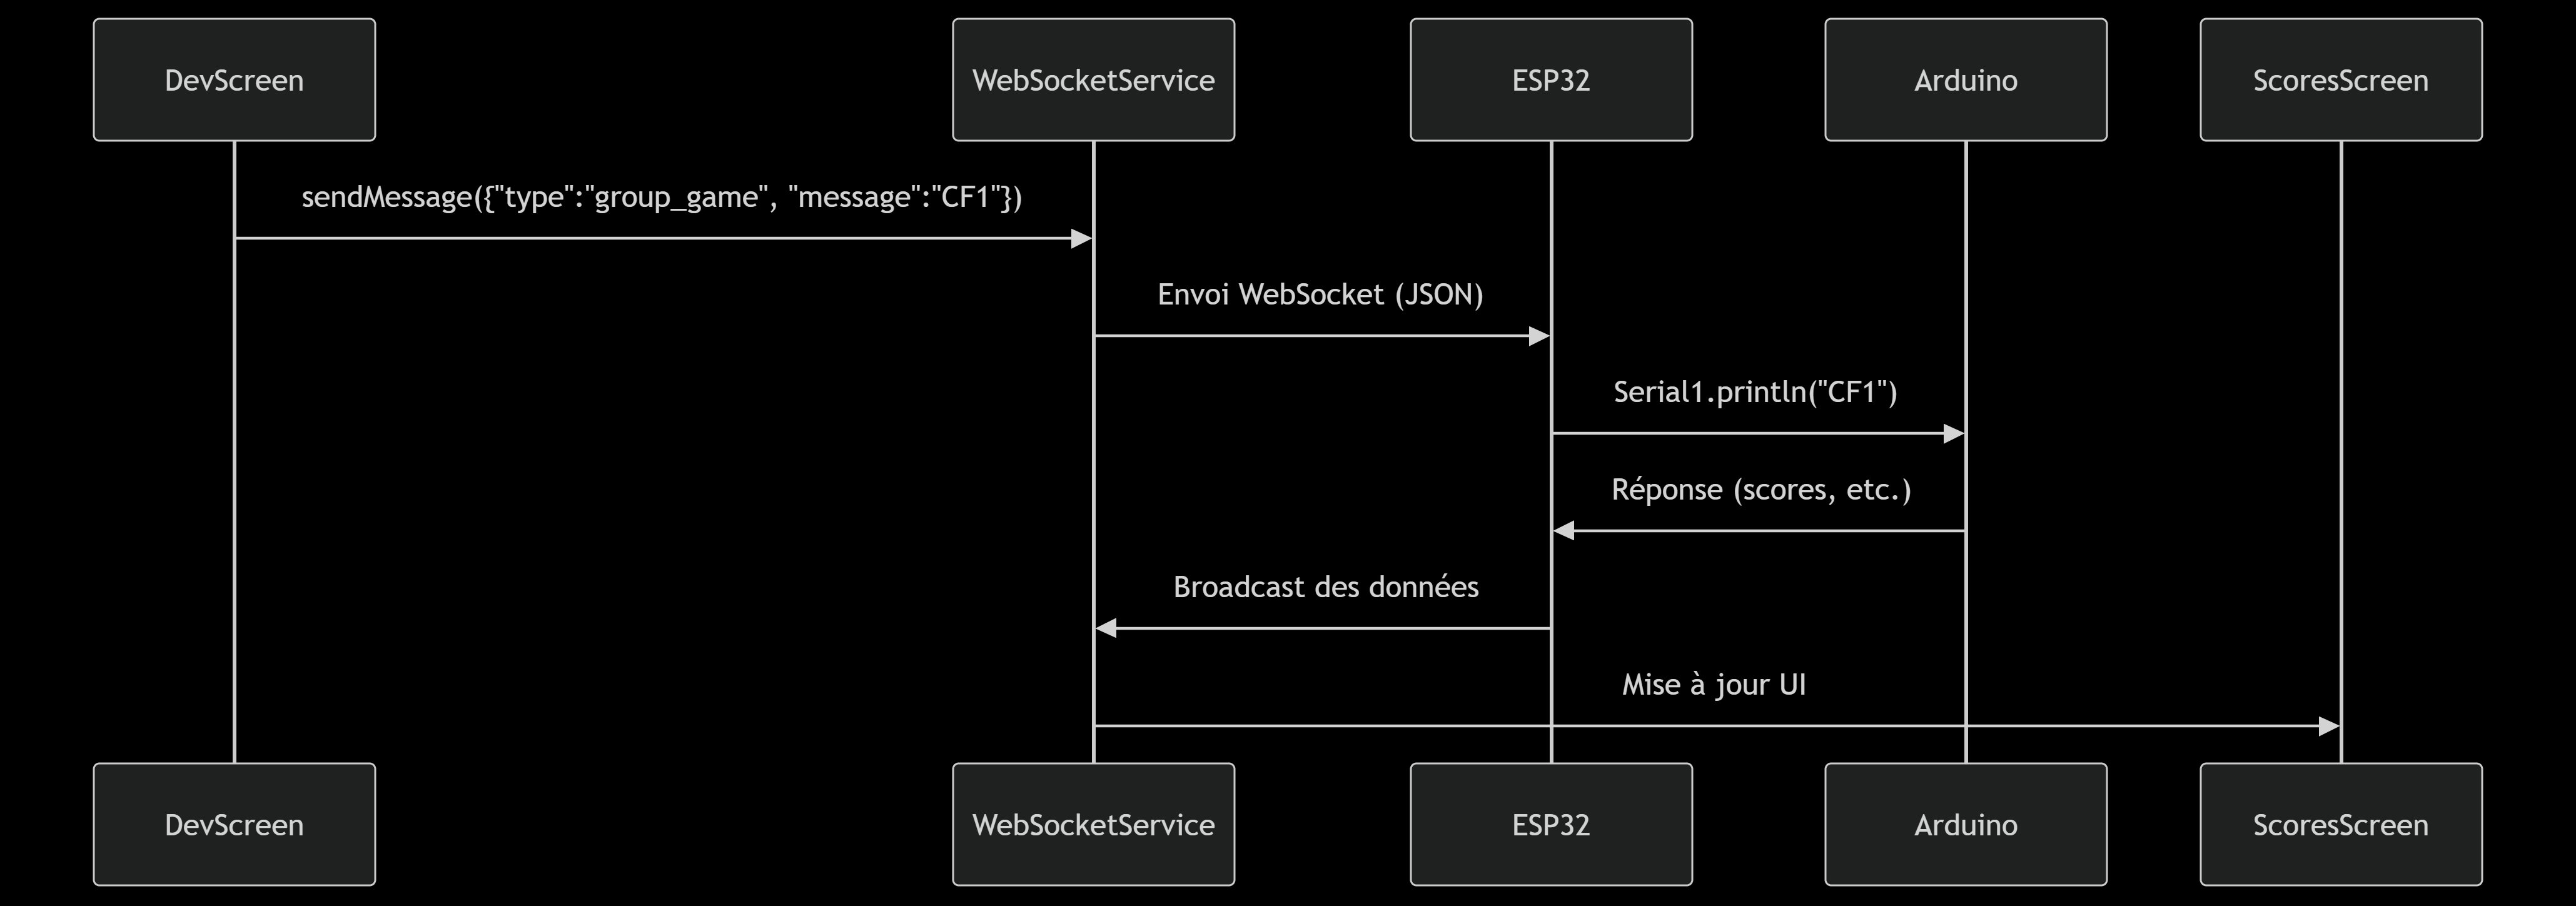 DevScreen
WebSocketService
ESP32
Arduino
ScoresScreen
sendMessage({"type":"group_game", "message":"CF1"})
Envoi WebSocket (JSON)
Serial1.println("CF1")
Réponse (scores, etc.)
Broadcast des données
Mise à jour UI
DevScreen
WebSocketService
ESP32
Arduino
ScoresScreen